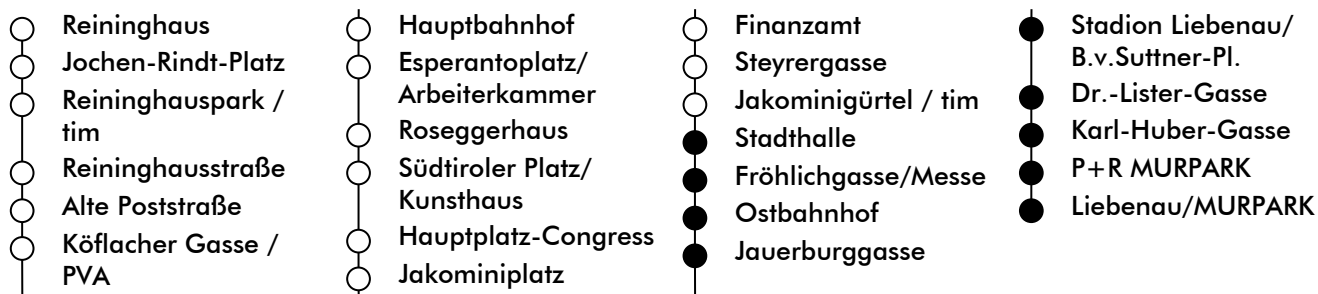 Reininghaus
Jochen-Rindt-Platz
Reininghauspark /
tim
Reininghausstraße
Alte Poststraße
Köflacher Gasse /
PVA
Hauptbahnhof
Esperantoplatz/
Arbeiterkammer
Roseggerhaus
Südtiroler Platz/
Kunsthaus
Hauptplatz-Congress
Jakominiplatz
Finanzamt
Steyrergasse
Jakominigürtel / tim
Stadthalle
Fröhlichgasse/Messe
Ostbahnhof
Jauerburggasse
Stadion Liebenau/
B.v.Suttner-Pl.
Dr.-Lister-Gasse
Karl-Huber-Gasse
P+R MURPARK
Liebenau/MURPARK